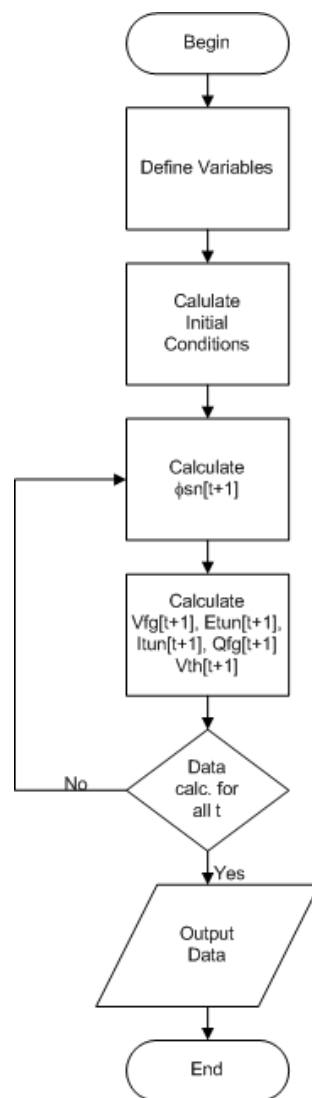 Begin
Define Variables
Calulate
Initial
Conditions
Calculate
ϕsn[t+1]
Calculate
Vfg[t+1], Etun[t+1],
Itun[t+1], Qfg[t+1]
Vth[t+1]
Data
calc. for
all t
No
Yes
Output
Data
End